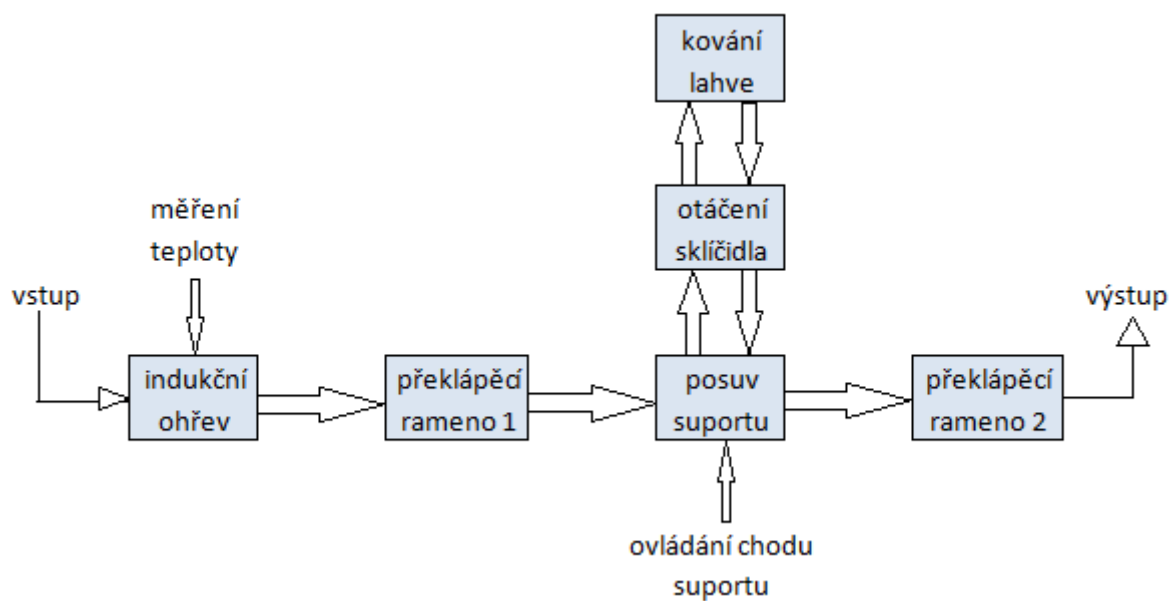 kování
lahve
otáčení
sklíčidla
měření
teploty
vstup
výstup
indukční
ohřev
překlápěcí
rameno 1
posuv
suportu
překlápěcí
rameno 2
ovládání chodu
suportu